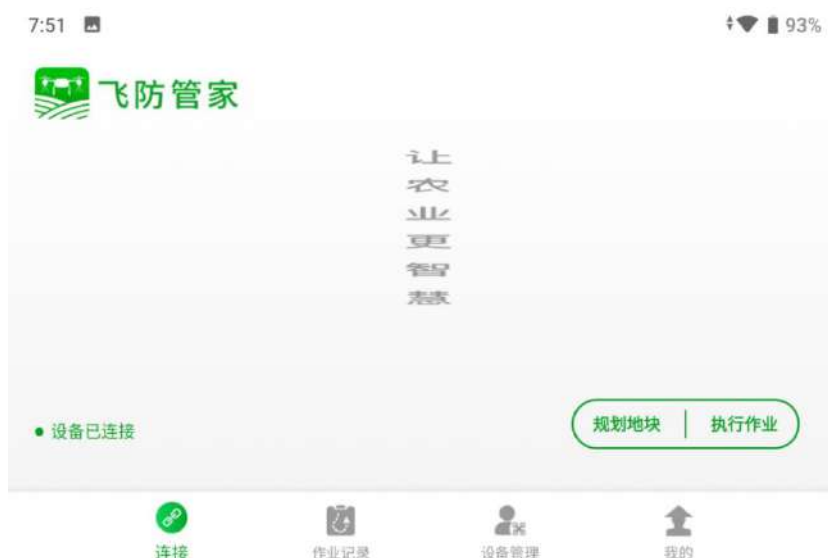 7:51
93%
飞防管家
让
农
业
更
智
慧
设备已连接
规划地块
执行作业
连接
作业记录
设备管理
我的